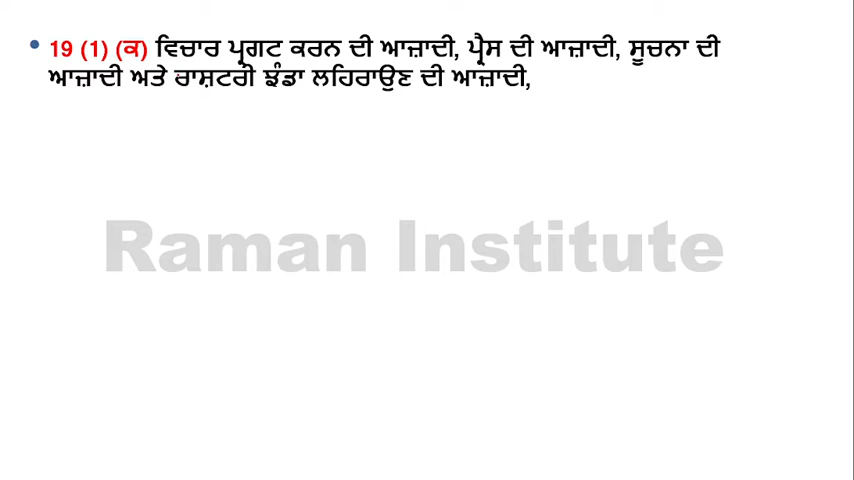 • 19 (1) (ਕ) ਵਿਚਾਰ ਪ੍ਰਗਟ ਕਰਨ ਦੀ ਆਜ਼ਾਦੀ, ਪ੍ਰੈਸ ਦੀ ਆਜ਼ਾਦੀ, ਸੂਚਨਾ ਦੀ
ਆਜ਼ਾਦੀ ਅਤੇ ਰਾਸ਼ਟਰੀ ਝੰਡਾ ਲਹਿਰਾਉਣ ਦੀ ਆਜ਼ਾਦੀ,
Raman Institute